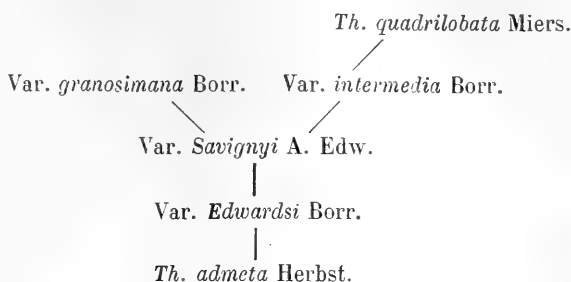 Th. quadrilobata Miers.
Var. granosimana Borr. Var. intermedia Borr.
Var. Savignyi A. Edw.
Var. Edwardsi Borr.
Th. admeta Herbst.